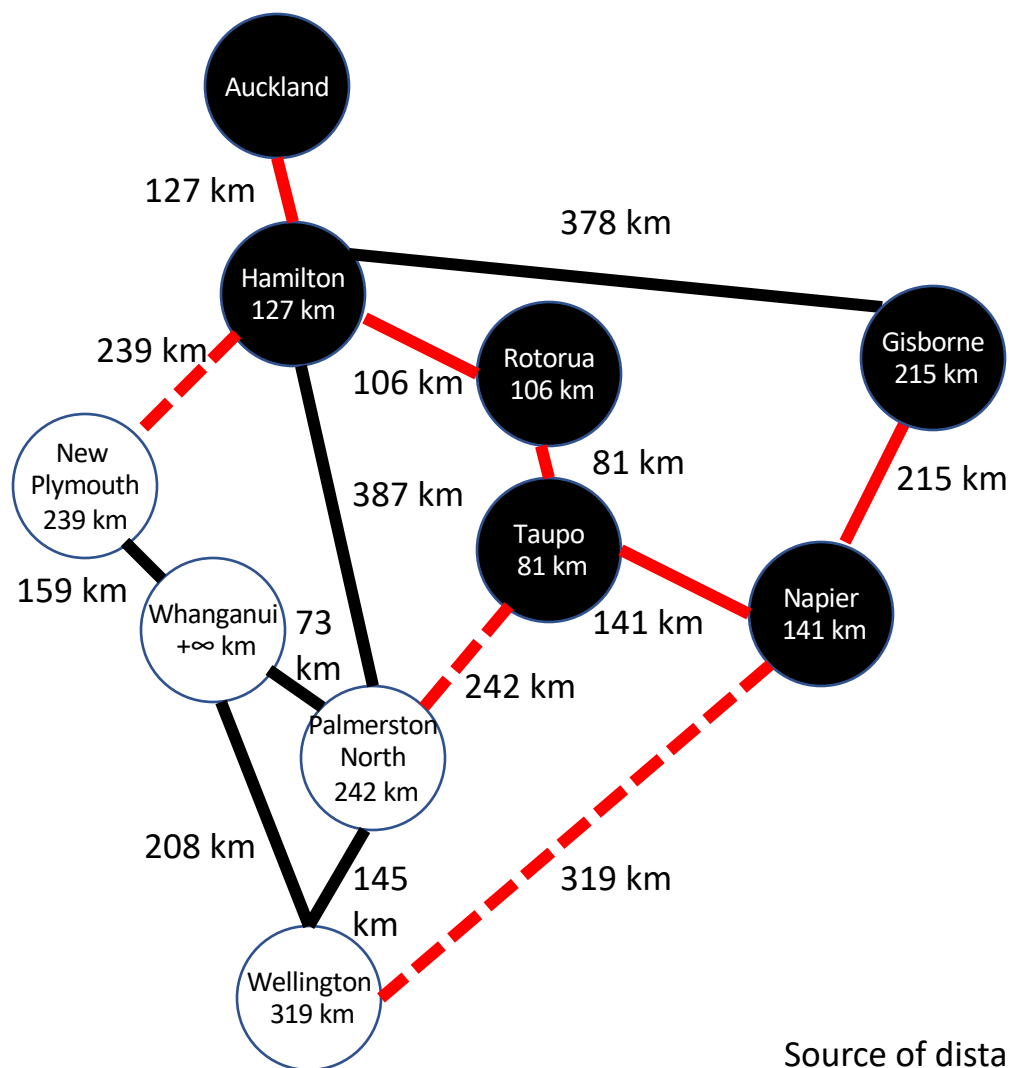 Auckland
127 km
378 km
Hamilton
127 km
Gisborne
215 km
239 km
Rotorua
106 km
106 km
New
Plymouth
239 km
81 km
215 km
387 km
Taupo
81 km
159 km
Whanganui
+∞ km
73
km
141 km
Napier
141 km
242 km
Palmerston
North
242 km
208 km
145
km
319 km
Wellington
319 km
Source of dista